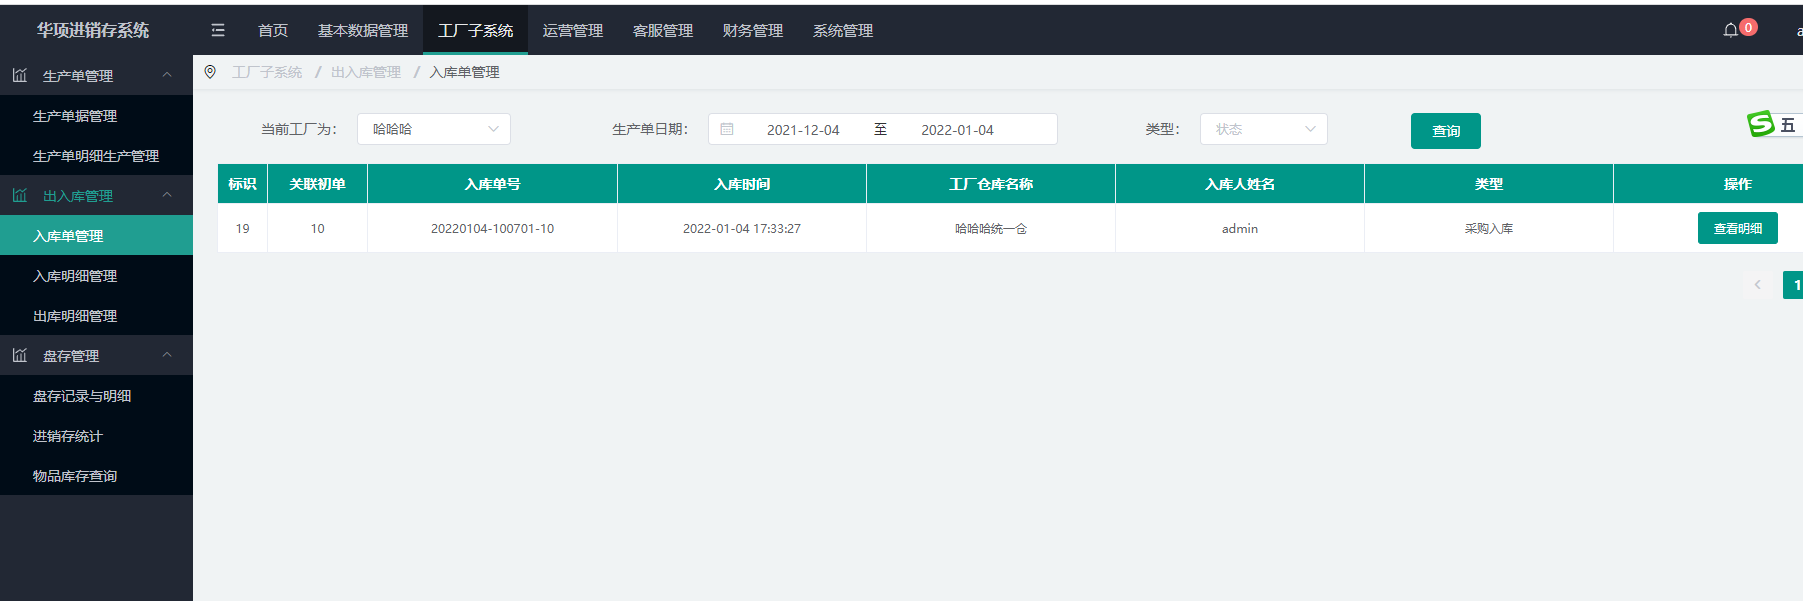 华项进销存系统
首页 基本数据管理 工厂子系统 运营管理 客服管理 财务管理 系统管理 0 a
工厂子系统 / 出入库管理 / 入库单管理
生产单管理
生产单据管理
生产单明细生产管理
出入库管理
入库单管理
入库明细管理
出库明细管理
盘存管理
盘存记录与明细
进销存统计
物品库存查询
当前工厂为： 哈哈哈 生产单日期： 2021-12-04 至 2022-01-04 类型： 状态 查询
S 五
标识 关联初单 入库单号 入库时间 工厂仓库名称 入库人姓名 类型 操作
19 10 20220104-100701-10 2022-01-04 17:33:27 哈哈哈统一仓 admin 采购入库 查看明细
1